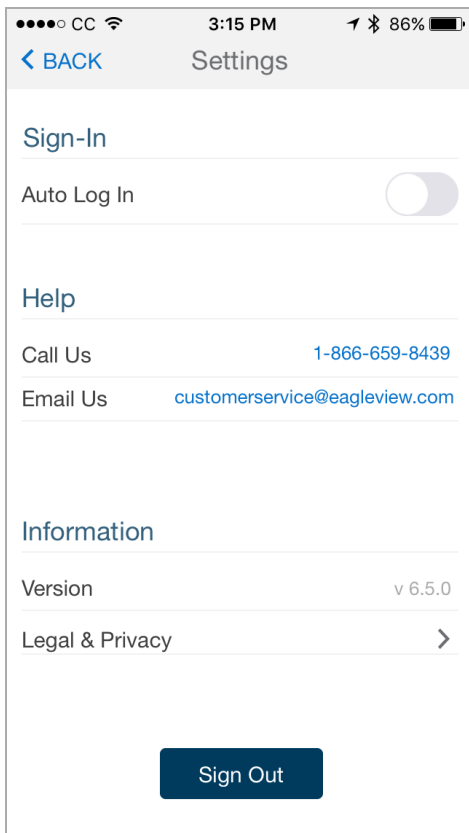 CC 3:15 PM 86%
BACK Settings
Sign-In
Auto Log In
Help
Call Us 1-866-659-8439
Email Us customerservice@eagleview.com
Information
Version v 6.5.0
Legal & Privacy
Sign Out